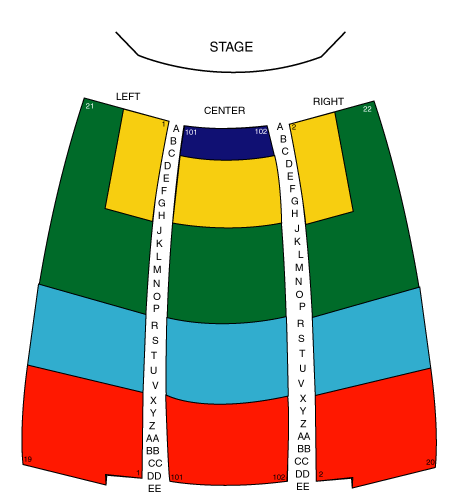 STAGE
LEFT
CENTER
RIGHT
21
1
101
102
2
22
A
B
C
D
E
F
G
H
J
K
L
M
N
O
P
R
S
T
U
V
X
Y
Z
AA
BB
CC
DD
EE
A
B
C
D
E
F
G
H
J
K
L
M
N
O
P
R
S
T
U
V
X
Y
Z
AA
BB
CC
DD
EE
19
1
101
102
2
20